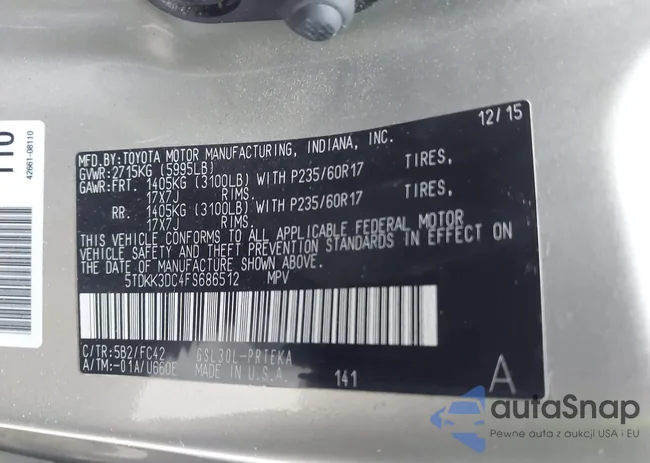 12/15
MFD.BY:TOYOTA MOTOR MANUFACTURING, INDIANA, INC.
GVWR:2715KG (5995LB)
GAWR:FRT. 1405KG (3100LB) WITH P235/60R17 TIRES,
17X7J RIMS.
RR. 1405KG (3100LB) WITH P235/60R17 TIRES,
17X7J RIMS.
THIS VEHICLE CONFORMS TO ALL APPLICABLE FEDERAL MOTOR
VEHICLE SAFETY AND THEFT PREVENTION STANDARDS IN EFFECT ON
THE DATE OF MANUFACTURE SHOWN ABOVE.
5TDKK3DC4FS686512 MPV
C/TR:5B2/FC42 GSL30L-PRTEKA
A/TM:-01A/U660E MADE IN U.S.A. 141 A
110
42661-08110
autaSnap
Pewne auta z aukcji USA i EU